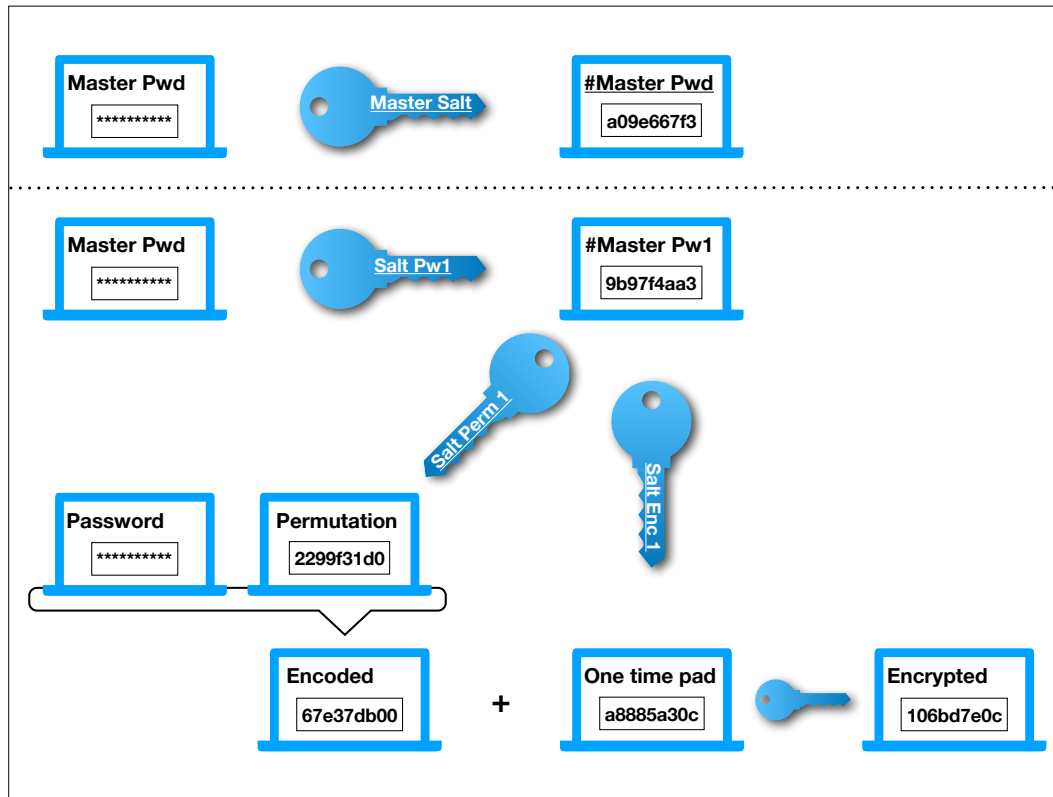 Master Pwd
**********
Master Salt
#Master Pwd
a09e667f3
Master Pwd
**********
Salt Pw1
#Master Pw1
9b97f4aa3
Salt Perm 1
Salt Enc 1
Password
**********
Permutation
2299f31d0
Encoded
67e37db00
+
One time pad
a8885a30c
Encrypted
106bd7e0c